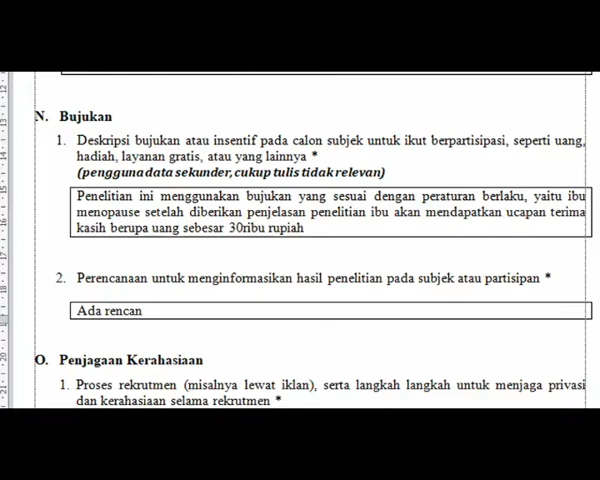 N. Bujukan
1. Deskripsi bujukan atau insentif pada calon subjek untuk ikut berpartisipasi, seperti uang,
hadiah, layanan gratis, atau yang lainnya *
(pengguna data sekunder, cukup tulis tidak relevan)
Penelitian ini menggunakan bujukan yang sesuai dengan peraturan berlaku, yaitu ibu
menopause setelah diberikan penjelasan penelitian ibu akan mendapatkan ucapan terima
kasih berupa uang sebesar 30ribu rupiah
2. Perencanaan untuk menginformasikan hasil penelitian pada subjek atau partisipan *
Ada rencan
O. Penjagaan Kerahasiaan
1. Proses rekrutmen (misalnya lewat iklan), serta langkah langkah untuk menjaga privasi
dan kerahasiaan selama rekrutmen *